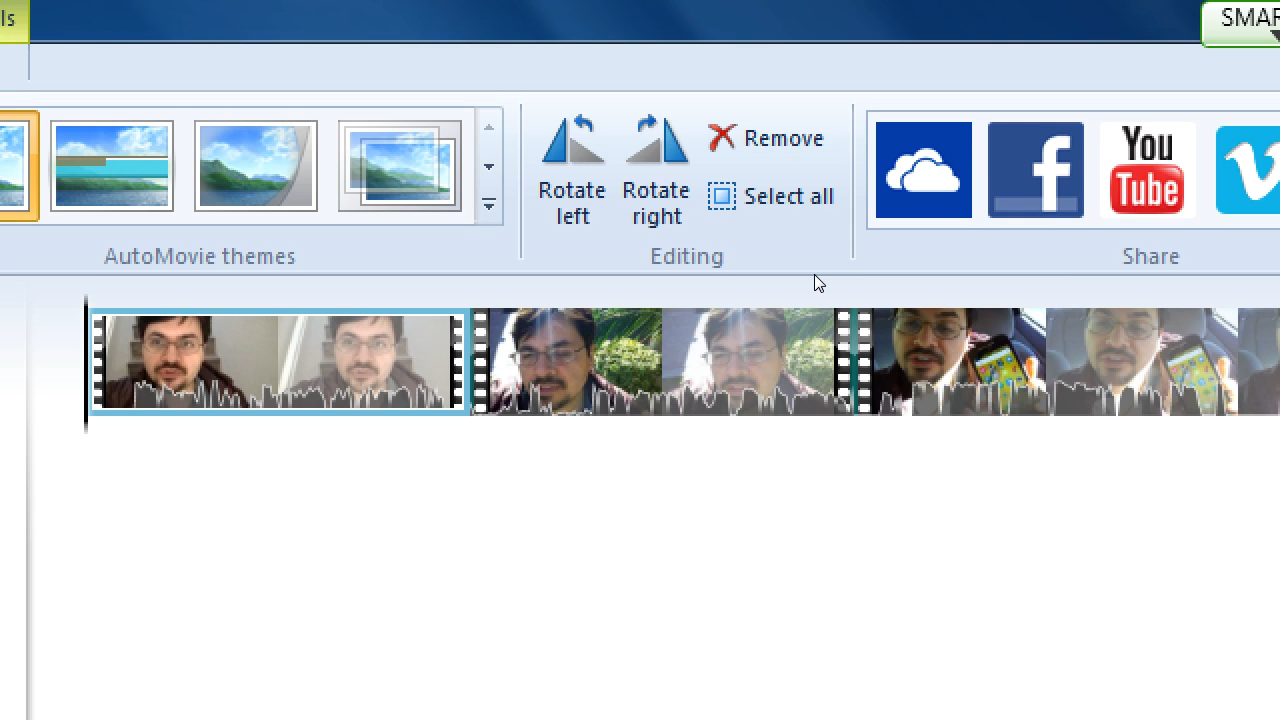 ls
SMAR
Rotate
left
Rotate
right
Remove
Select all
f
You
Tube
AutoMovie themes
Editing
Share